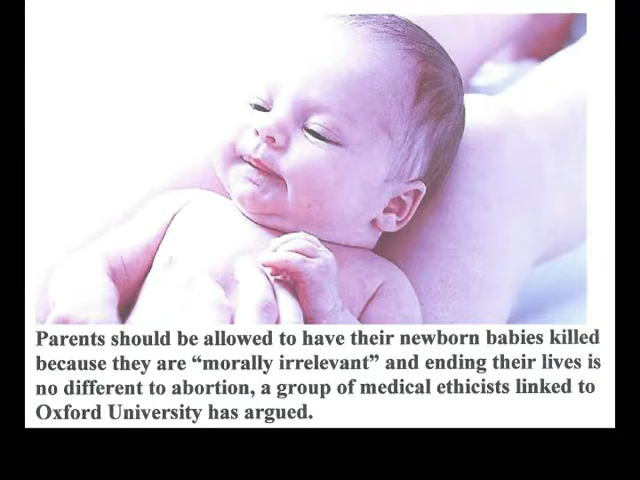 Parents should be allowed to have their newborn babies killed
because they are “morally irrelevant” and ending their lives is
no different to abortion, a group of medical ethicists linked to
Oxford University has argued.